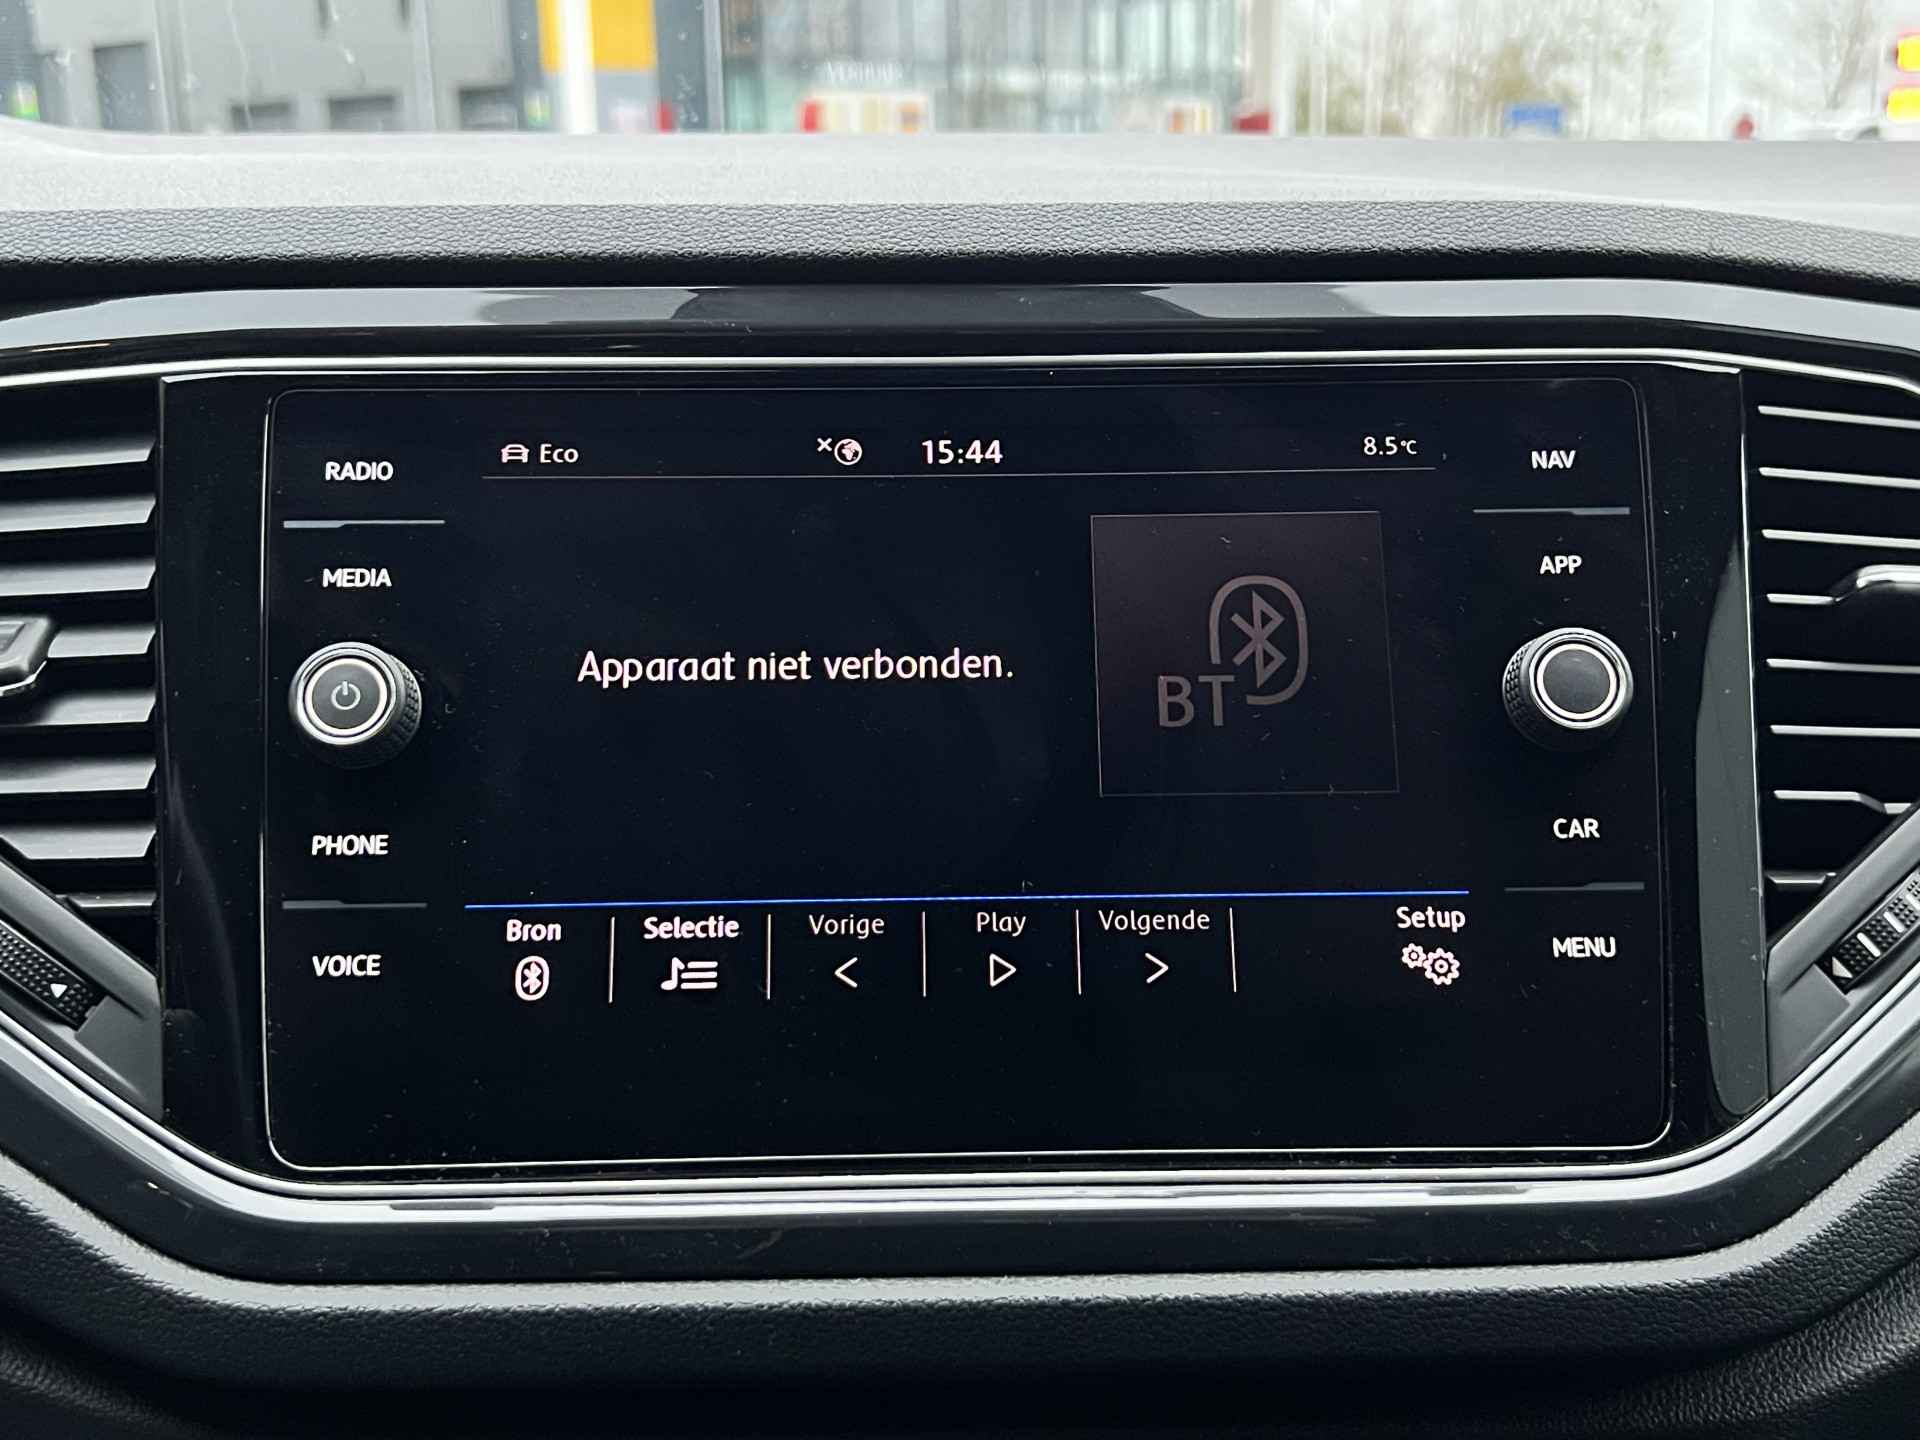 RADIO
MEDIA
PHONE
VOICE
Eco
15:44
8.5°C
Apparaat niet verbonden.
BT
Bron
Selectie
Vorige
Play
Volgende
Setup
NAV
APP
CAR
MENU